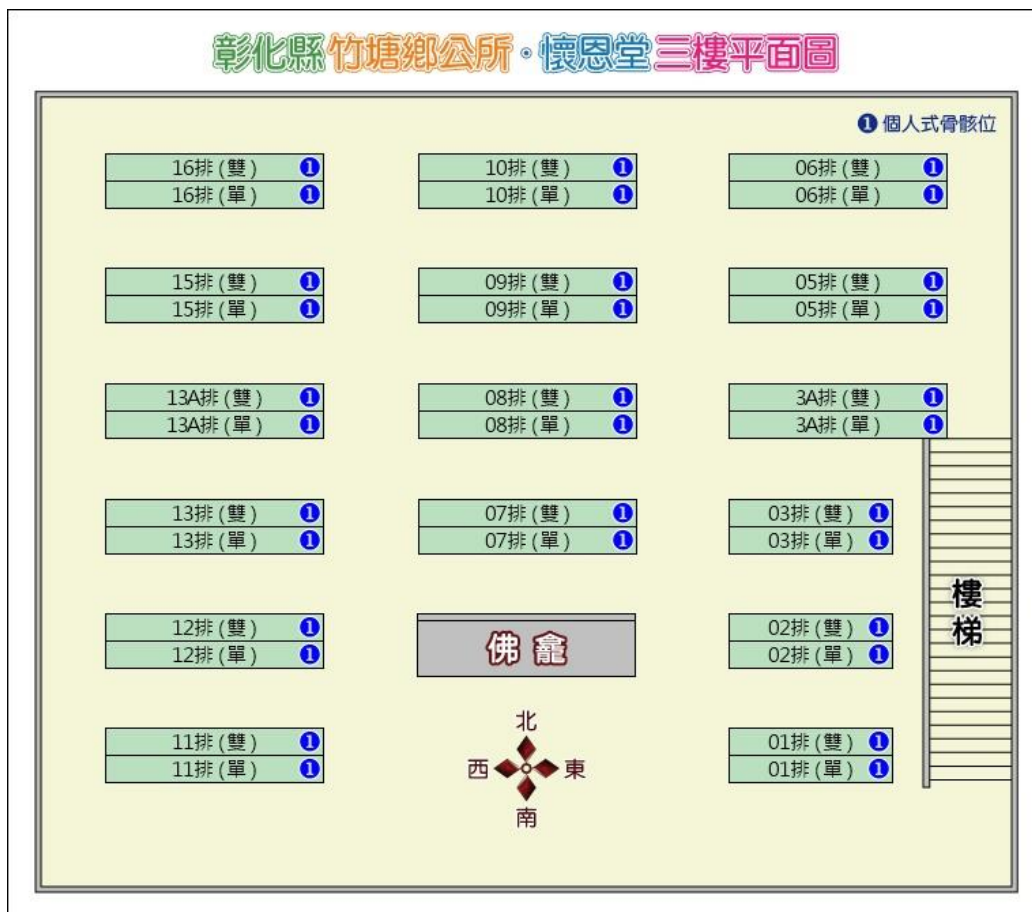 彰化縣竹塘鄉公所•懷恩堂三樓平面圖
❶個人式骨骸位
16排(雙) ❶
16排(單) ❶
10排(雙) ❶
10排(單) ❶
06排(雙) ❶
06排(單) ❶
15排(雙) ❶
15排(單) ❶
09排(雙) ❶
09排(單) ❶
05排(雙) ❶
05排(單) ❶
13A排(雙) ❶
13A排(單) ❶
08排(雙) ❶
08排(單) ❶
3A排(雙) ❶
3A排(單) ❶
13排(雙) ❶
13排(單) ❶
07排(雙) ❶
07排(單) ❶
03排(雙) ❶
03排(單) ❶
樓梯
12排(雙) ❶
12排(單) ❶
佛龕
02排(雙) ❶
02排(單) ❶
11排(雙) ❶
11排(單) ❶
北
西 東
南
01排(雙) ❶
01排(單) ❶